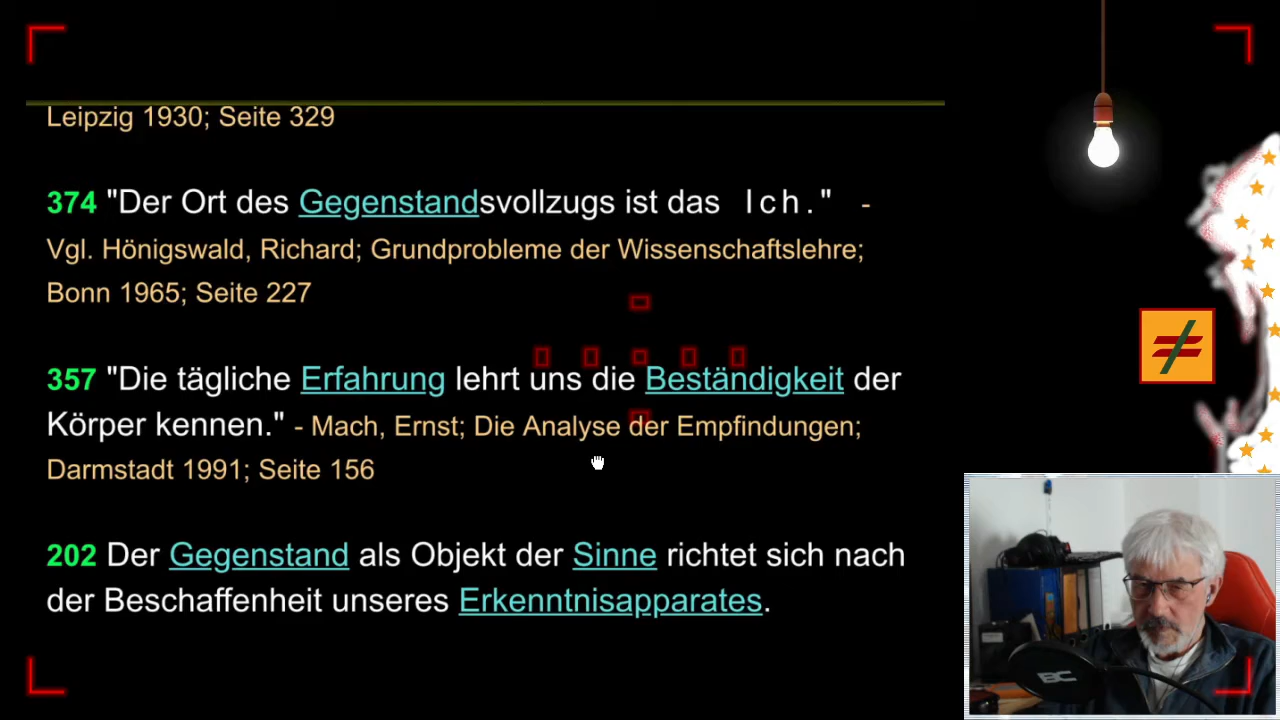 Leipzig 1930; Seite 329
374 "Der Ort des Gegenstandsvollzugs ist das Ich." -
Vgl. Hönigswald, Richard; Grundprobleme der Wissenschaftslehre;
Bonn 1965; Seite 227
357 "Die tägliche Erfahrung lehrt uns die Beständigkeit der
Körper kennen." - Mach, Ernst; Die Analyse der Empfindungen;
Darmstadt 1991; Seite 156
202 Der Gegenstand als Objekt der Sinne richtet sich nach
der Beschaffenheit unseres Erkenntnisapparates.
≠